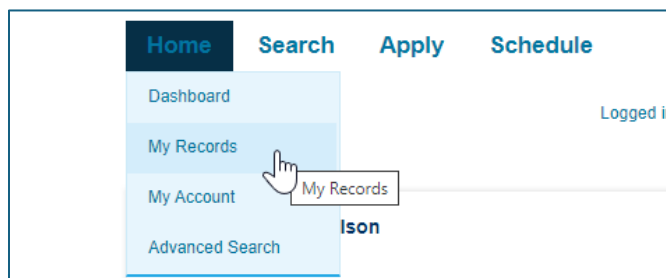 Home Search Apply Schedule
Dashboard
Logged i
My Records
My Records
My Account
lson
Advanced Search